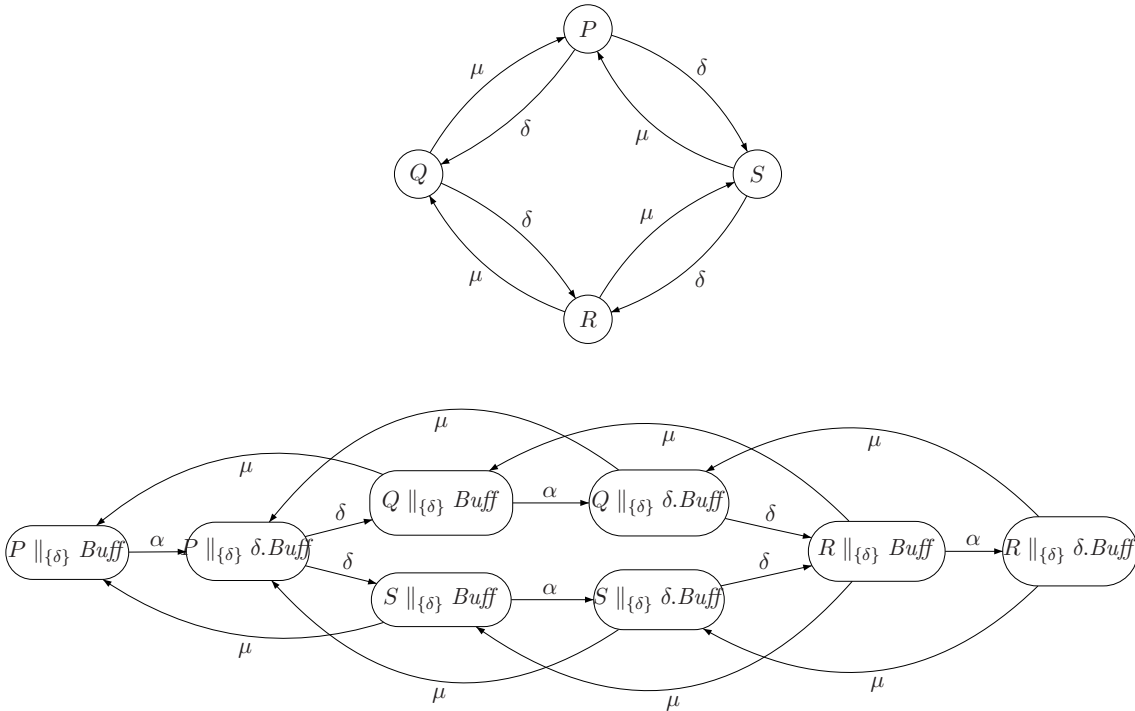 P
μ
δ
δ
μ
Q
S
δ
μ
μ
δ
R
μ
μ
μ
μ
Q ∥{δ} Buff
α
Q ∥{δ} δ.Buff
δ
δ
P ∥{δ} Buff
α
P ∥{δ} δ.Buff
R ∥{δ} Buff
α
R ∥{δ} δ.Buff
δ
δ
S ∥{δ} Buff
α
S ∥{δ} δ.Buff
μ
μ
μ
μ